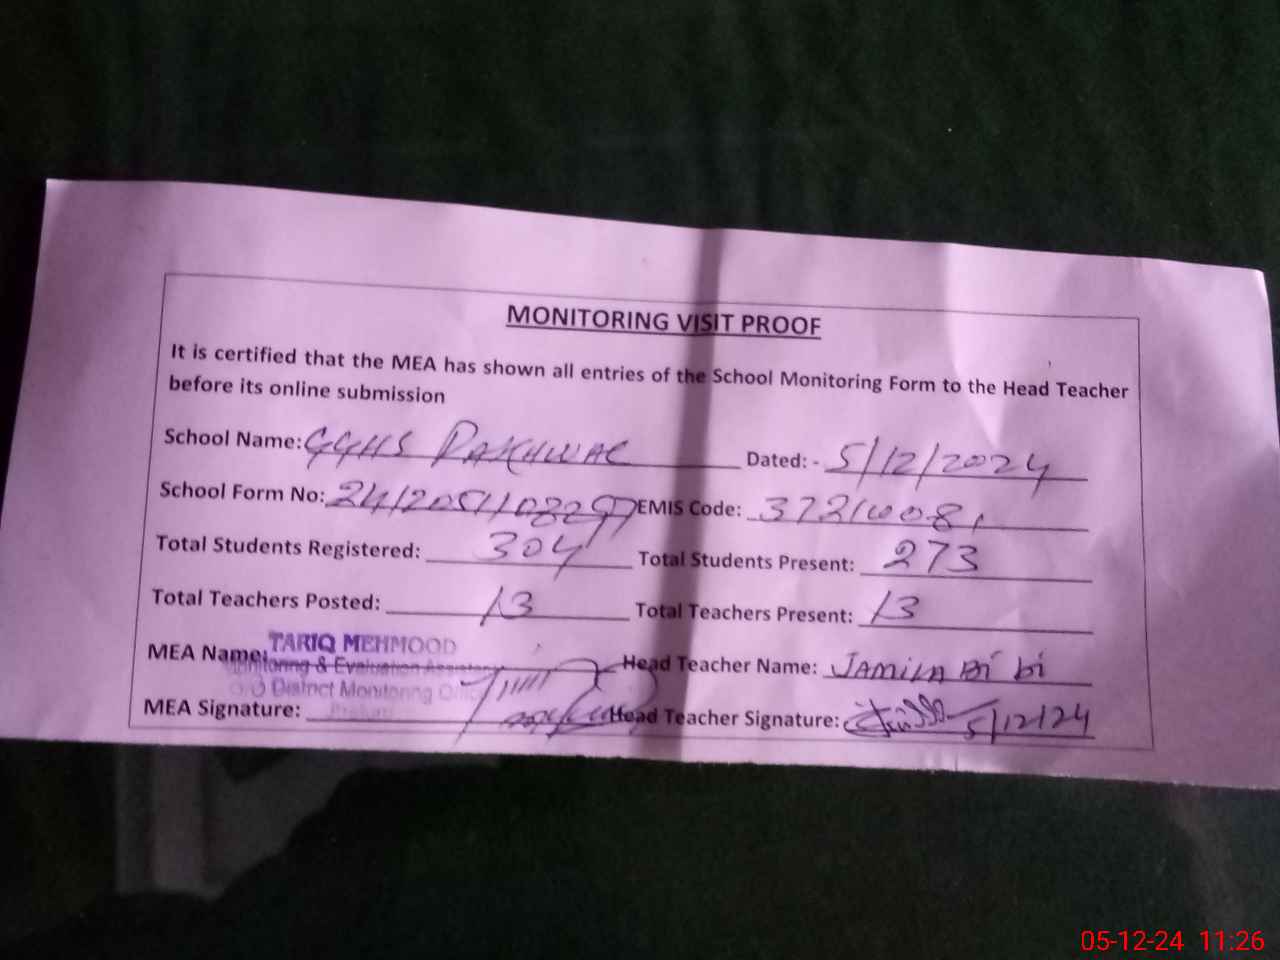 MONITORING VISIT PROOF
It is certified that the MEA has shown all entries of the School Monitoring Form to the Head Teacher
before its online submission
School Name: GGHS Dated: - 5/12/2024
School Form No: EMIS Code:
Total Students Registered: 304 Total Students Present: 273
Total Teachers Posted: 13 Total Teachers Present: 13
MEA Name: TARIQ MEHMOOD Head Teacher Name: JAMILA Bi bi
Monitoring & Evaluation Assistant
District Monitoring Office
MEA Signature: Head Teacher Signature: 5/12/24
05-12-24 11:26